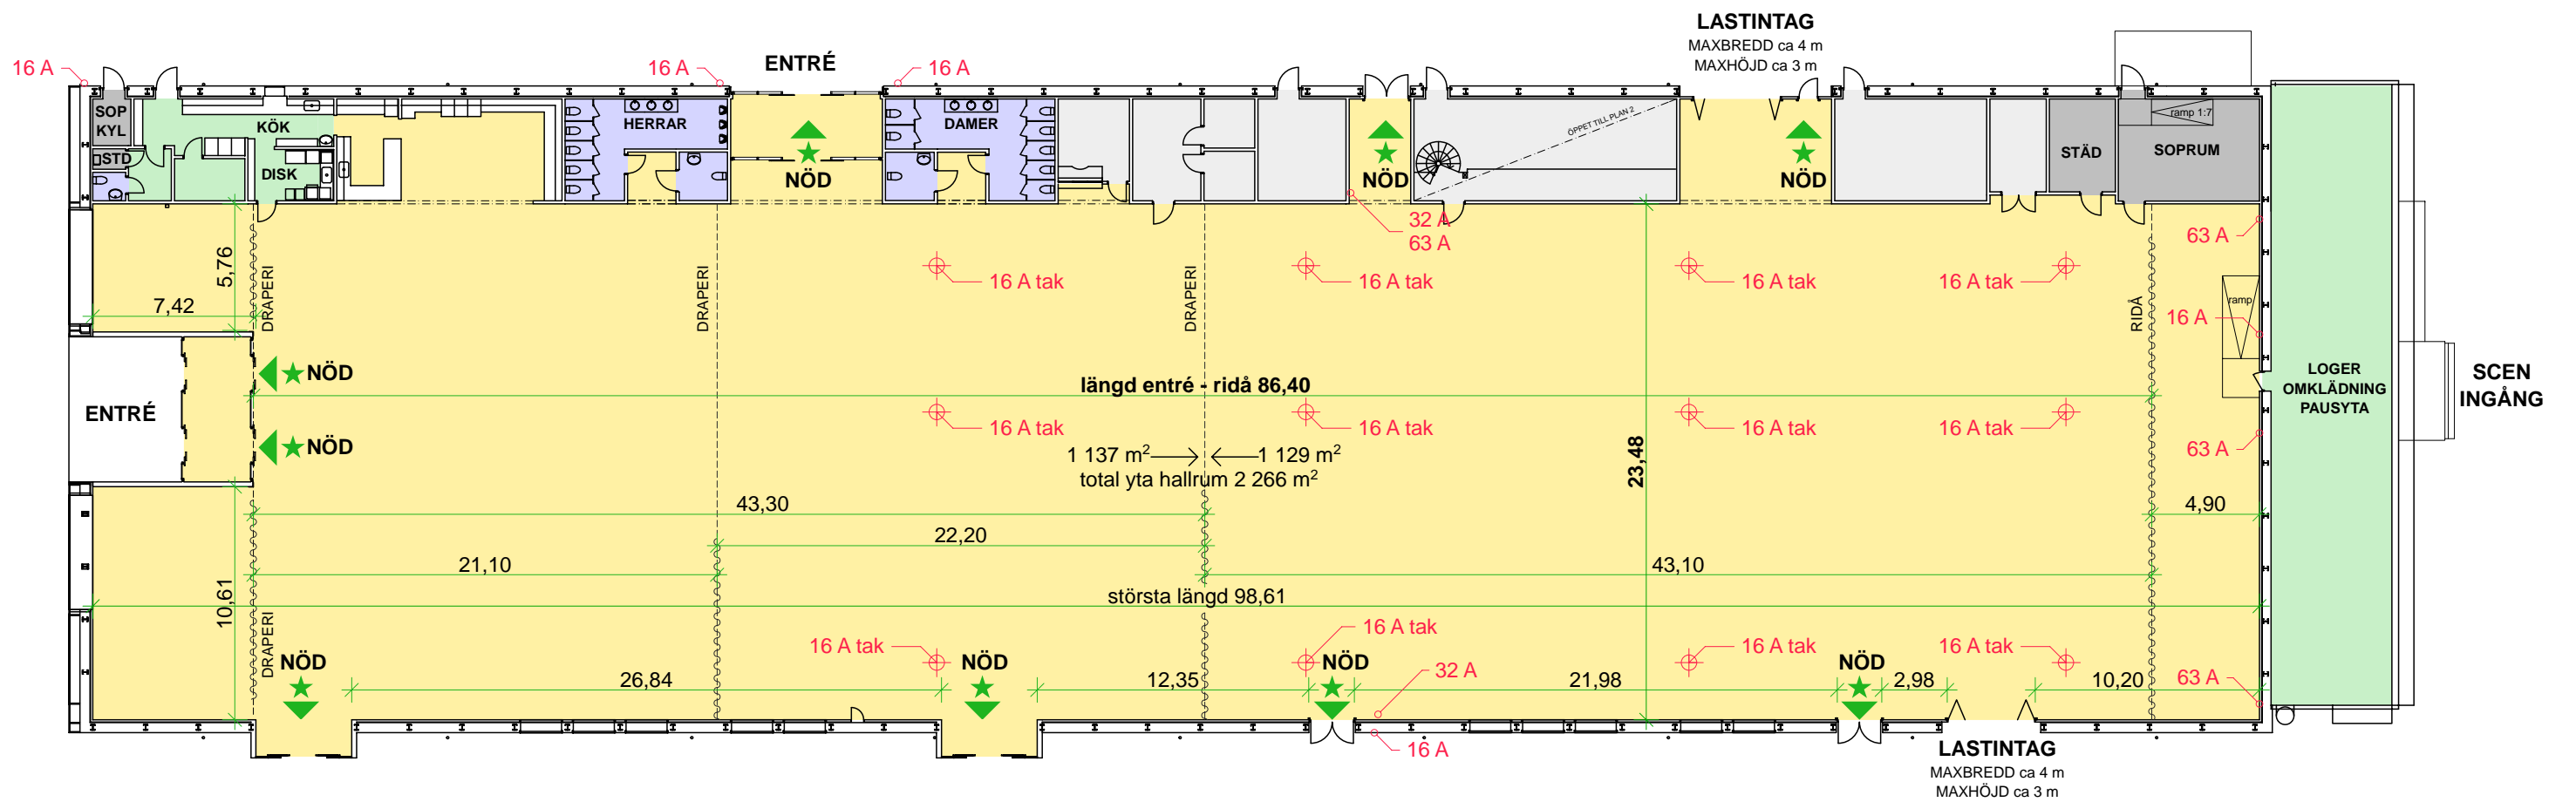 LASTINTAG
MAXBREDD ca 4 m
MAXHÖJD ca 3 m
16 A
16 A
ENTRÉ
16 A
SOP
KYL
KÖK
HERRAR
DAMER
ÖPPET TILL PLAN 2
ramp 1:7
STD
DISK
NÖD
NÖD
NÖD
STÄD
SOPRUM
32 A
63 A
63 A
5,76
7,42
DRAPERI
DRAPERI
DRAPERI
RIDÅ
16 A tak
16 A tak
16 A tak
16 A tak
ramp
16 A
NÖD
längd entré - ridå 86,40
LOGER
OMKLÄDNING
PAUSYTA
SCEN
INGÅNG
ENTRÉ
NÖD
16 A tak
16 A tak
16 A tak
16 A tak
63 A
1 137 m²
1 129 m²
total yta hallrum 2 266 m²
23,48
43,30
4,90
22,20
21,10
43,10
10,61
största längd 98,61
DRAPERI
16 A tak
16 A tak
16 A tak
16 A tak
NÖD
NÖD
NÖD
NÖD
32 A
63 A
26,84
12,35
21,98
2,98
10,20
16 A
LASTINTAG
MAXBREDD ca 4 m
MAXHÖJD ca 3 m